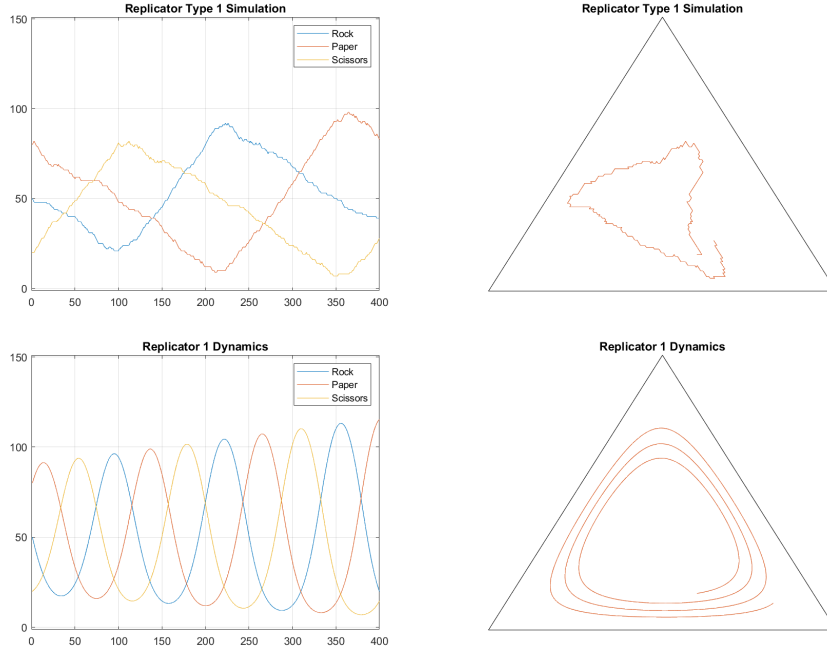 Replicator Type 1 Simulation
150
100
50
0
0 50 100 150 200 250 300 350 400
Rock
Paper
Scissors
Replicator Type 1 Simulation
Replicator 1 Dynamics
150
100
50
0
0 50 100 150 200 250 300 350 400
Rock
Paper
Scissors
Replicator 1 Dynamics